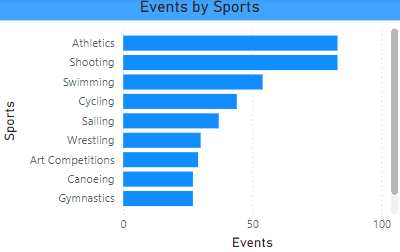 Events by Sports
Sports
Athletics
Shooting
Swimming
Cycling
Sailing
Wrestling
Art Competitions
Canoeing
Gymnastics
0 50 100
Events